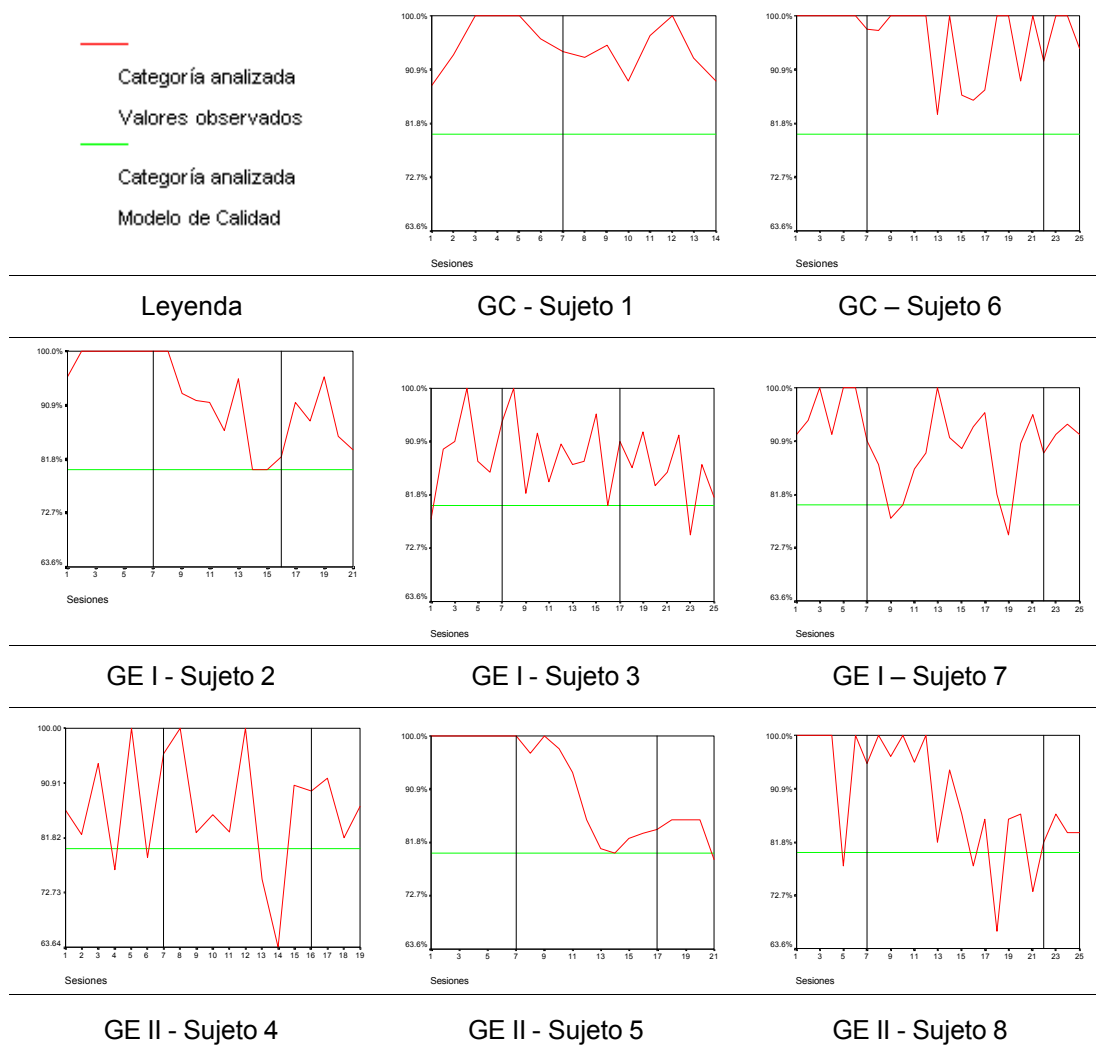 Categoría analizada
Valores observados
Categoría analizada
Modelo de Calidad
100.0%
90.9%
81.8%
72.7%
63.6%
1 2 3 4 5 6 7 8 9 10 11 12 13 14
Sesiones
100.0%
90.9%
81.8%
72.7%
63.6%
1 3 5 7 9 11 13 15 17 19 21 23 25
Sesiones
Leyenda
GC - Sujeto 1
GC – Sujeto 6
100.0%
90.9%
81.8%
72.7%
63.6%
1 3 5 7 9 11 13 15 17 19 21
Sesiones
100.0%
90.9%
81.8%
72.7%
63.6%
1 3 5 7 9 11 13 15 17 19 21 23 25
Sesiones
100.0%
90.9%
81.8%
72.7%
63.6%
1 3 5 7 9 11 13 15 17 19 21 23 25
Sesiones
GE I - Sujeto 2
GE I - Sujeto 3
GE I – Sujeto 7
100.00
90.91
81.82
72.73
63.64
1 2 3 4 5 6 7 8 9 10 11 12 13 14 15 16 17 18 19
Sesiones
100.0%
90.9%
81.8%
72.7%
63.6%
1 3 5 7 9 11 13 15 17 19 21
Sesiones
100.0%
90.9%
81.8%
72.7%
63.6%
1 3 5 7 9 11 13 15 17 19 21 23 25
Sesiones
GE II - Sujeto 4
GE II - Sujeto 5
GE II - Sujeto 8